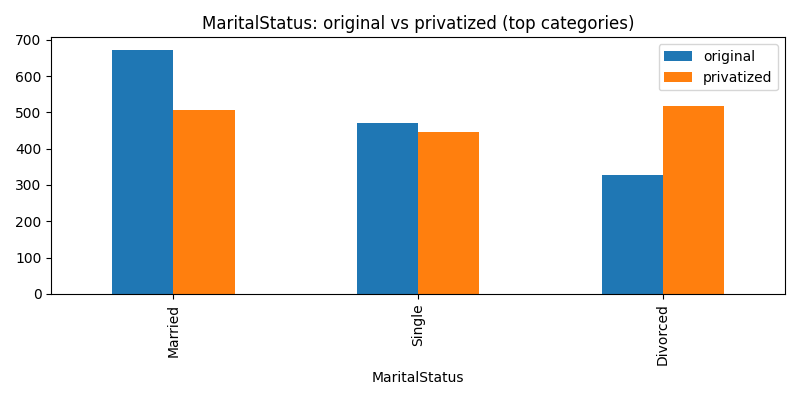 MaritalStatus: original vs privatized (top categories)
original
privatized
700
600
500
400
300
200
100
0
Married
Single
Divorced
MaritalStatus